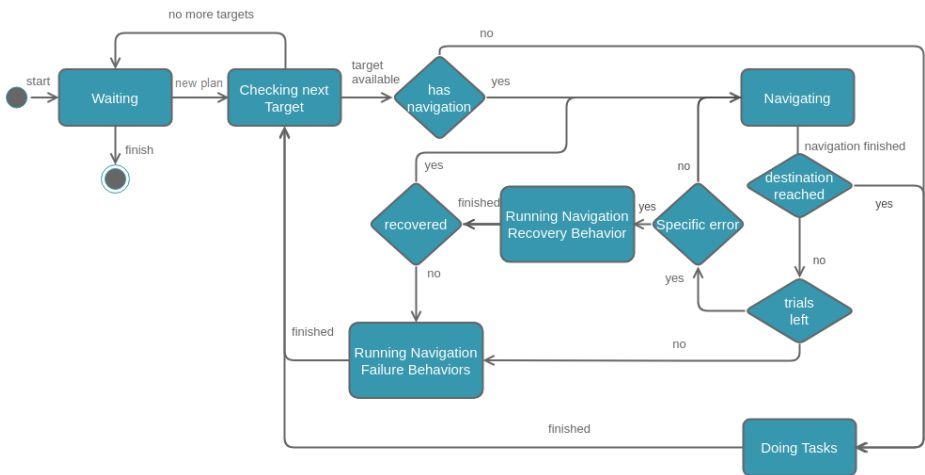 no more targets
no
start
Waiting
new plan
Checking next
Target
target
available
has
navigation
yes
Navigating
finish
navigation finished
destination
reached
yes
no
yes
recovered
finished
Running Navigation
Recovery Behavior
yes
Specific error
no
yes
no
trials
left
finished
Running Navigation
Failure Behaviors
no
finished
Doing Tasks